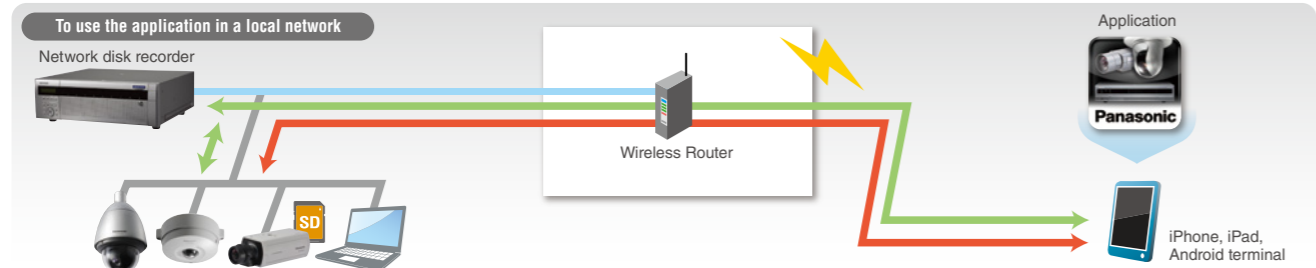 To use the application in a local network
Network disk recorder
Application
Panasonic
Wireless Router
SD
iPhone, iPad,
Android terminal